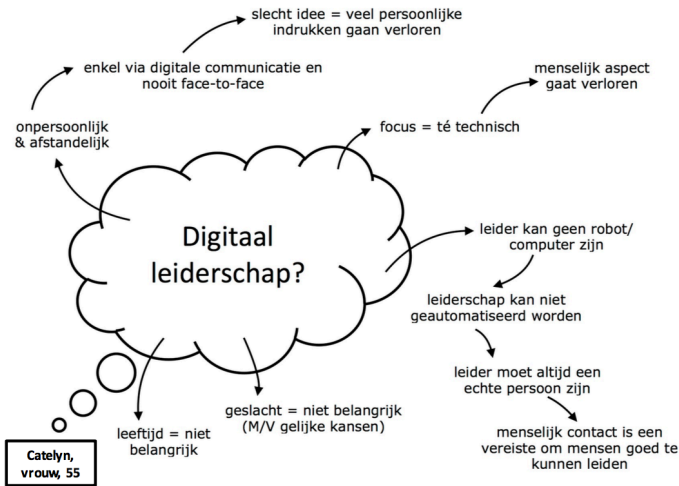 slecht idee = veel persoonlijke
indrukken gaan verloren
enkel via digitale communicatie en
nooit face-to-face
onpersoonlijk
& afstandelijk
menselijk aspect
gaat verloren
focus = té technisch
Digitaal
leiderschap?
leider kan geen robot/
computer zijn
leiderschap kan niet
geautomatiseerd worden
leider moet altijd een
echte persoon zijn
menselijk contact is een
vereiste om mensen goed te
kunnen leiden
geslacht = niet belangrijk
(M/V gelijke kansen)
leeftijd = niet
belangrijk
Catelyn,
vrouw, 55